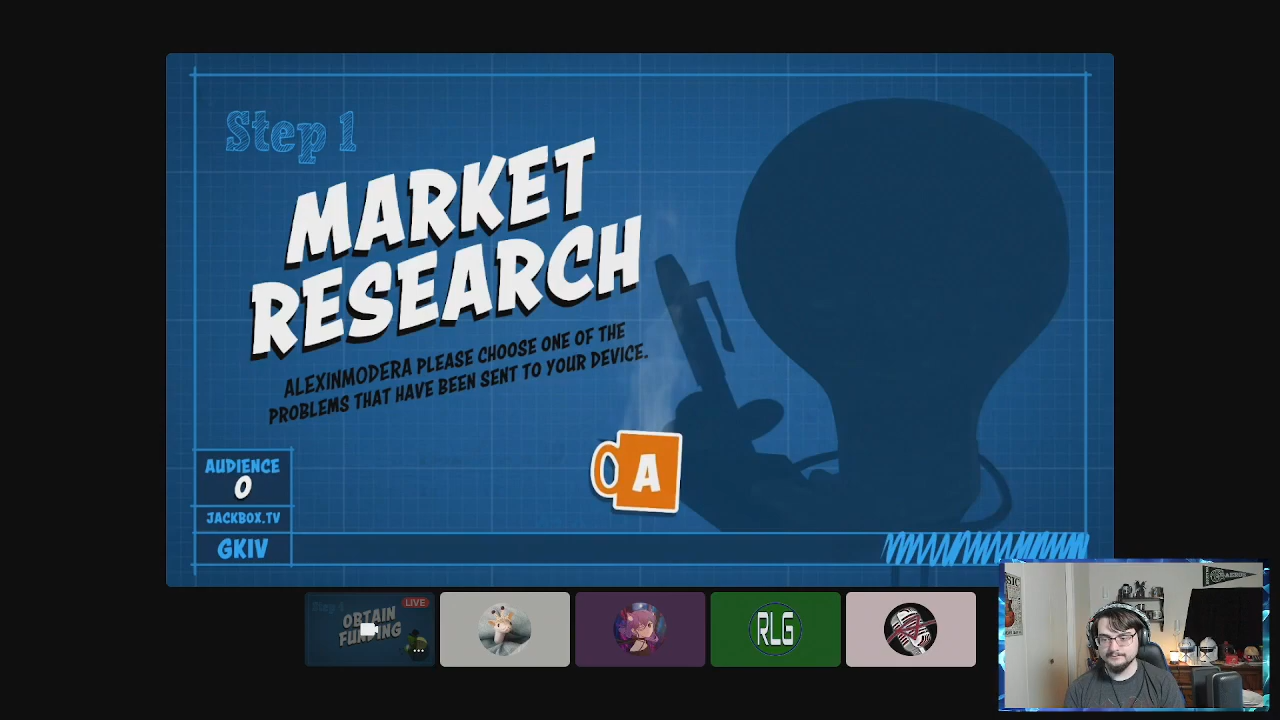 Step 1
MARKET
RESEARCH
ALEXINMODERA PLEASE CHOOSE ONE OF THE
PROBLEMS THAT HAVE BEEN SENT TO YOUR DEVICE.
A
AUDIENCE
0
JACKBOX.TV
GKIV
LIVE
OBTAIN
FUNDING
RLG